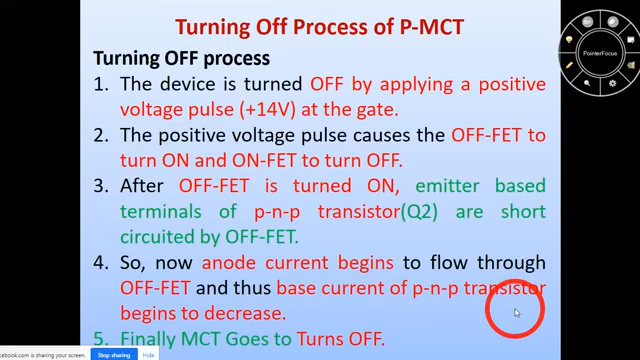 Turning Off Process of P-MCT
PointerFocus
Turning OFF process
1. The device is turned OFF by applying a positive
voltage pulse (+14V) at the gate.
2. The positive voltage pulse causes the OFF-FET to
turn ON and ON-FET to turn OFF.
3. After OFF-FET is turned ON, emitter based
terminals of p-n-p transistor(Q2) are short
circuited by OFF-FET.
4. So, now anode current begins to flow through
OFF-FET and thus base current of p-n-p transistor
begins to decrease.
5. Finally MCT Goes to Turns OFF.
cebook.com is sharing your screen.
Stop sharing
Hide